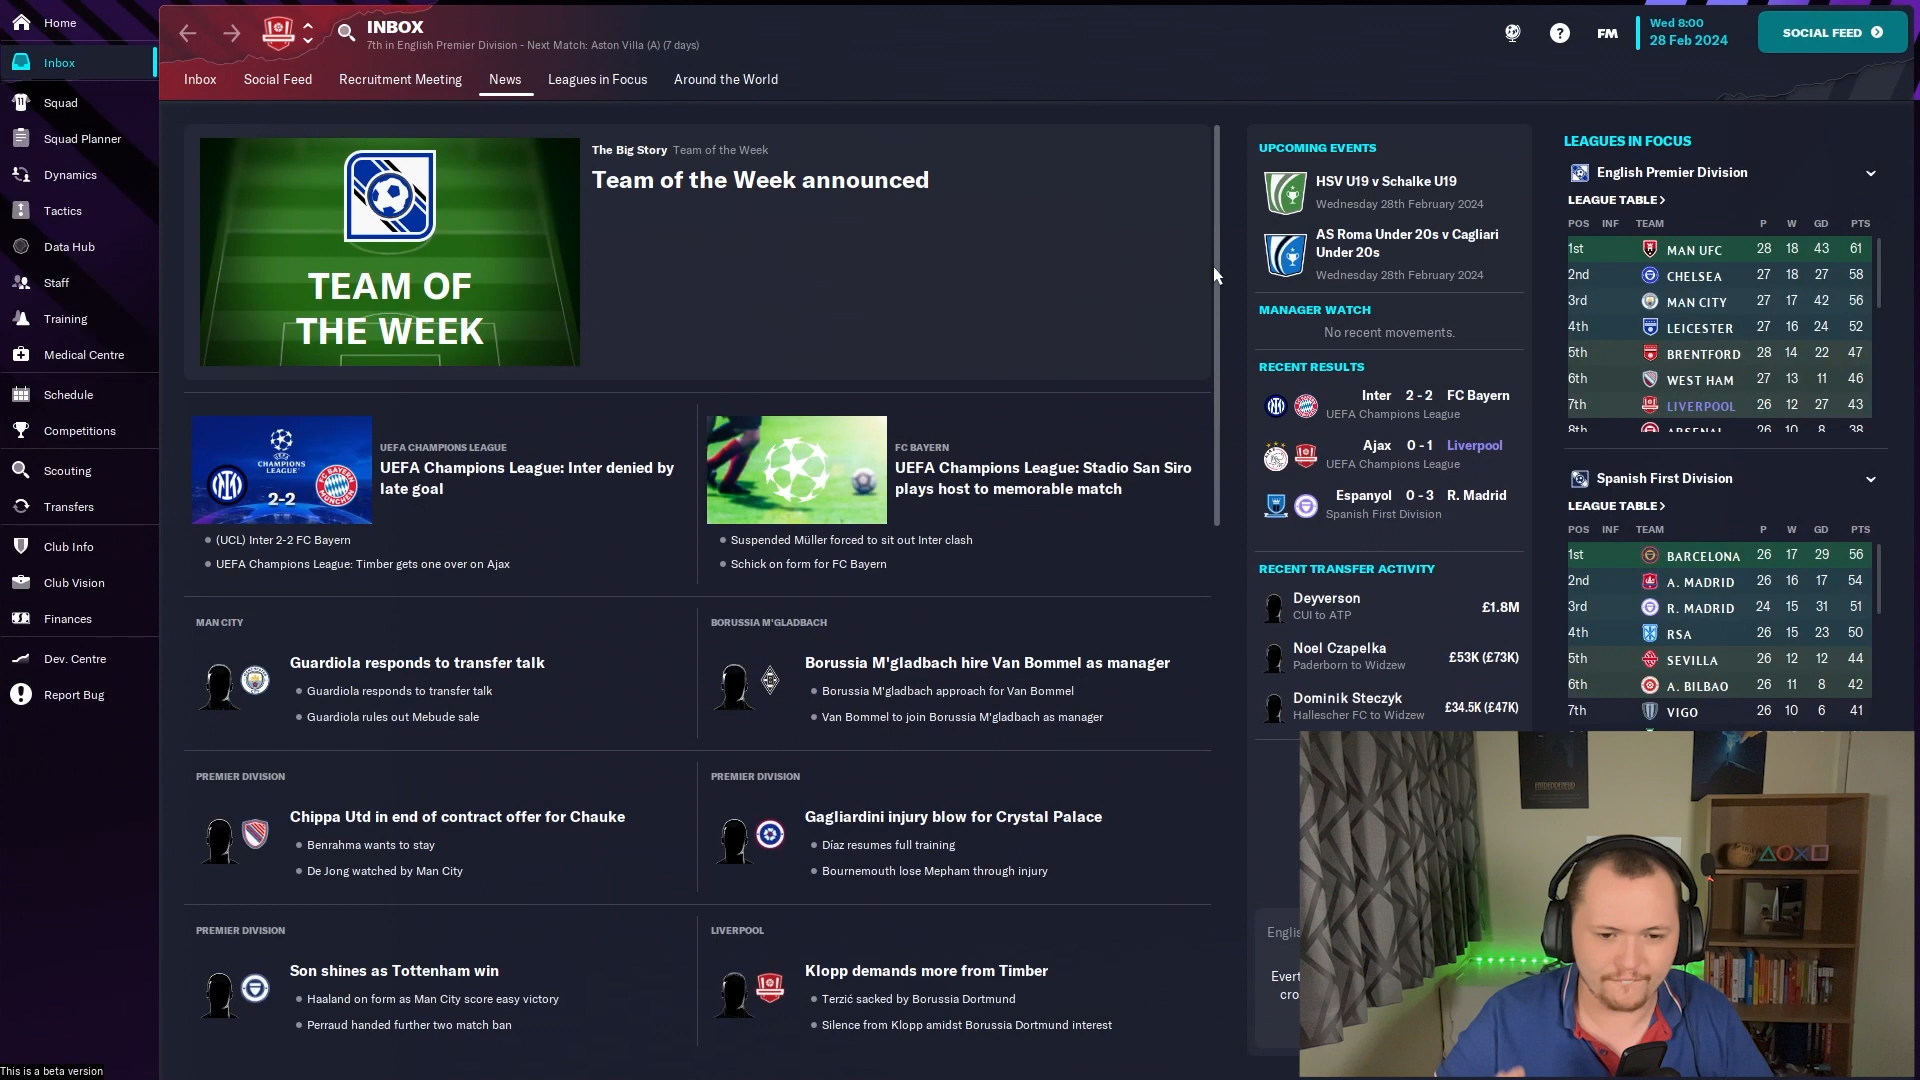 Home
Inbox
Squad
Squad Planner
Dynamics
Tactics
Data Hub
Staff
Training
Medical Centre
Schedule
Competitions
Scouting
Transfers
Club Info
Club Vision
Finances
Dev. Centre
Report Bug
This is a beta version
INBOX
7th in English Premier Division - Next Match: Aston Villa (A) (7 days)
FM
Wed 8:00
28 Feb 2024
SOCIAL FEED
Inbox
Social Feed
Recruitment Meeting
News
Leagues in Focus
Around the World
TEAM OF
THE WEEK
The Big Story Team of the Week
Team of the Week announced
CHAMPIONS
LEAGUE
2-2
UEFA CHAMPIONS LEAGUE
UEFA Champions League: Inter denied by
late goal
(UCL) Inter 2-2 FC Bayern
UEFA Champions League: Timber gets one over on Ajax
FC BAYERN
UEFA Champions League: Stadio San Siro
plays host to memorable match
Suspended Müller forced to sit out Inter clash
Schick on form for FC Bayern
MAN CITY
Guardiola responds to transfer talk
Guardiola responds to transfer talk
Guardiola rules out Mebude sale
BORUSSIA M'GLADBACH
Borussia M'gladbach hire Van Bommel as manager
Borussia M'gladbach approach for Van Bommel
Van Bommel to join Borussia M'gladbach as manager
PREMIER DIVISION
Chippa Utd in end of contract offer for Chauke
Benrahma wants to stay
De Jong watched by Man City
PREMIER DIVISION
Gagliardini injury blow for Crystal Palace
Díaz resumes full training
Bournemouth lose Mepham through injury
PREMIER DIVISION
Son shines as Tottenham win
Haaland on form as Man City score easy victory
Perraud handed further two match ban
LIVERPOOL
Klopp demands more from Timber
Terzić sacked by Borussia Dortmund
Silence from Klopp amidst Borussia Dortmund interest
UPCOMING EVENTS
HSV U19 v Schalke U19
Wednesday 28th February 2024
AS Roma Under 20s v Cagliari
Under 20s
Wednesday 28th February 2024
MANAGER WATCH
No recent movements.
RECENT RESULTS
Inter 2 - 2 FC Bayern
UEFA Champions League
Ajax 0 - 1 Liverpool
UEFA Champions League
Espanyol 0 - 3 R. Madrid
Spanish First Division
RECENT TRANSFER ACTIVITY
Deyverson £1.8M
CUI to ATP
Noel Czapelka £53K (£73K)
Paderborn to Widzew
Dominik Steczyk £34.5K (£47K)
Hallescher FC to Widzew
Englis
Evert
cro
LEAGUES IN FOCUS
English Premier Division
LEAGUE TABLE
POS INF TEAM P W GD PTS
1st MAN UFC 28 18 43 61
2nd CHELSEA 27 18 27 58
3rd MAN CITY 27 17 42 56
4th LEICESTER 27 16 24 52
5th BRENTFORD 28 14 22 47
6th WEST HAM 27 13 11 46
7th LIVERPOOL 26 12 27 43
8th ARSENAL 26 10 8 38
Spanish First Division
LEAGUE TABLE
POS INF TEAM P W GD PTS
1st BARCELONA 26 17 29 56
2nd A. MADRID 26 16 17 54
3rd R. MADRID 24 15 31 51
4th RSA 26 15 23 50
5th SEVILLA 26 12 12 44
6th A. BILBAO 26 11 8 42
7th VIGO 26 10 6 41